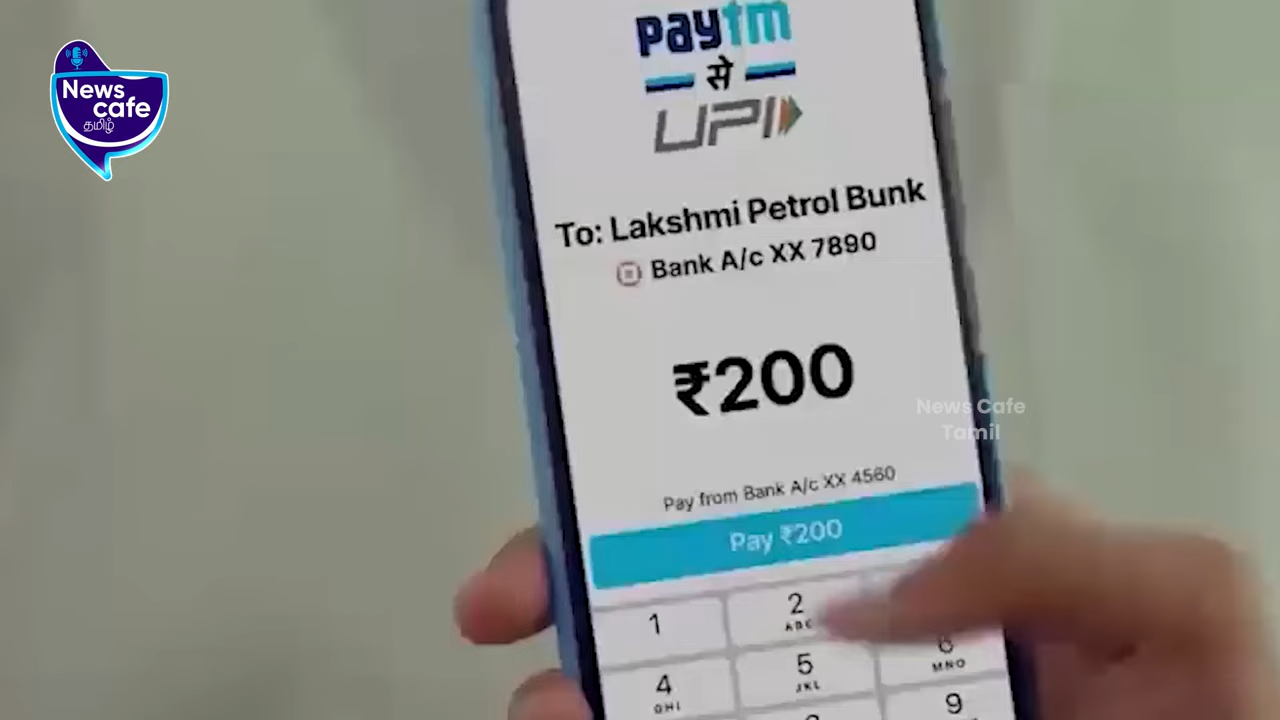 News
cafe
தமிழ்
paytm
से
UPI
To: Lakshmi Petrol Bunk
Bank A/c XX 7890
₹200
News Cafe
Tamil
Pay from Bank A/c XX 4560
Pay ₹200
1
2
ABC
4
GHI
5
JKL
6
MNO
9